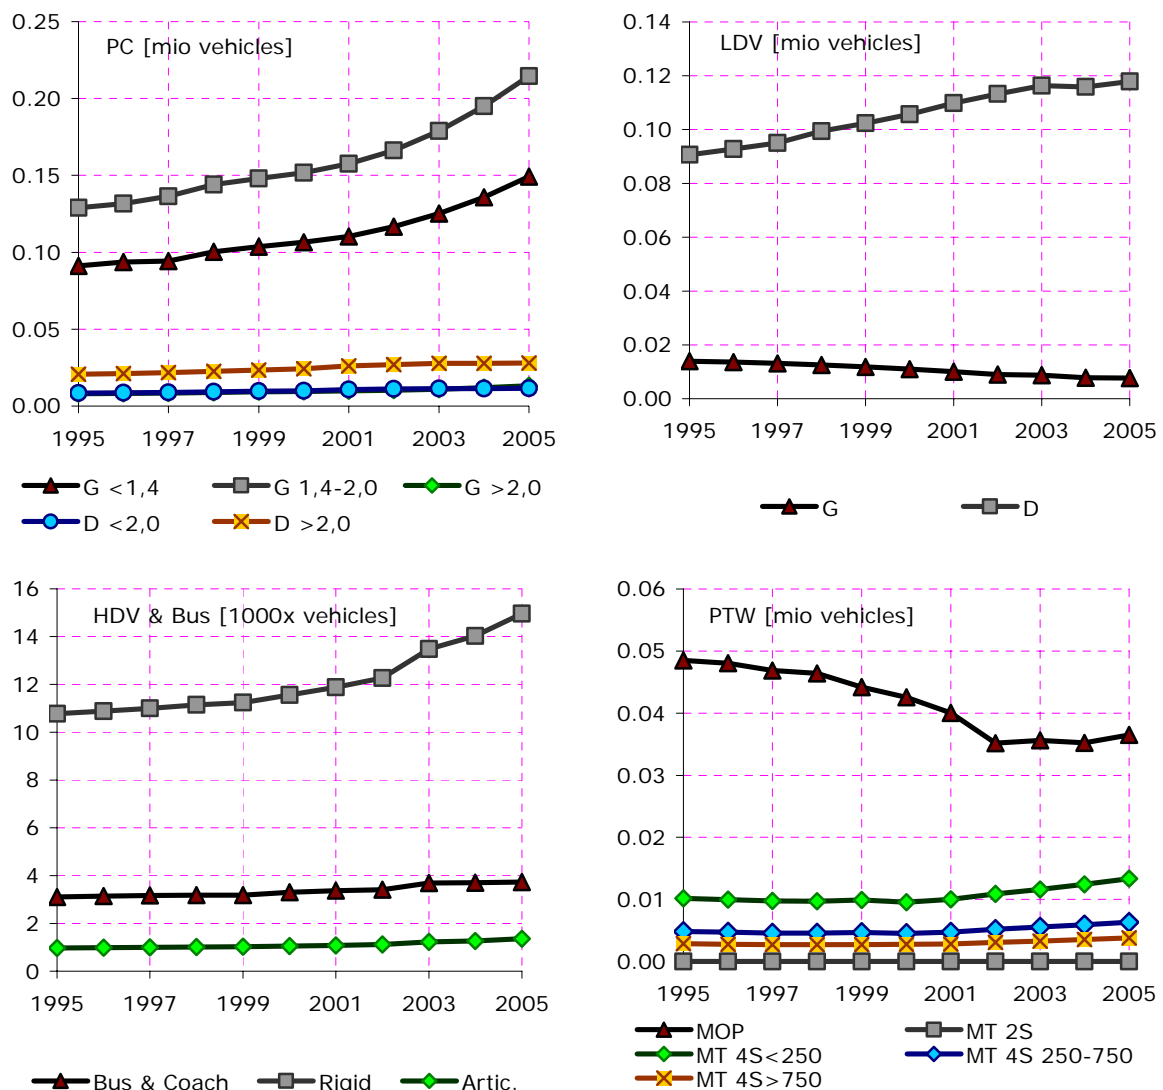 PC [mio vehicles]
0.25
0.20
0.15
0.10
0.05
0.00
1995 1997 1999 2001 2003 2005
G <1,4 G 1,4-2,0 G >2,0
D <2,0 D >2,0
LDV [mio vehicles]
0.14
0.12
0.10
0.08
0.06
0.04
0.02
0.00
1995 1997 1999 2001 2003 2005
G D
HDV & Bus [1000x vehicles]
16
14
12
10
8
6
4
2
0
1995 1997 1999 2001 2003 2005
Bus & Coach Rigid Artic.
PTW [mio vehicles]
0.06
0.05
0.04
0.03
0.02
0.01
0.00
1995 1997 1999 2001 2003 2005
MOP MT 2S
MT 4S<250 MT 4S 250-750
MT 4S>750